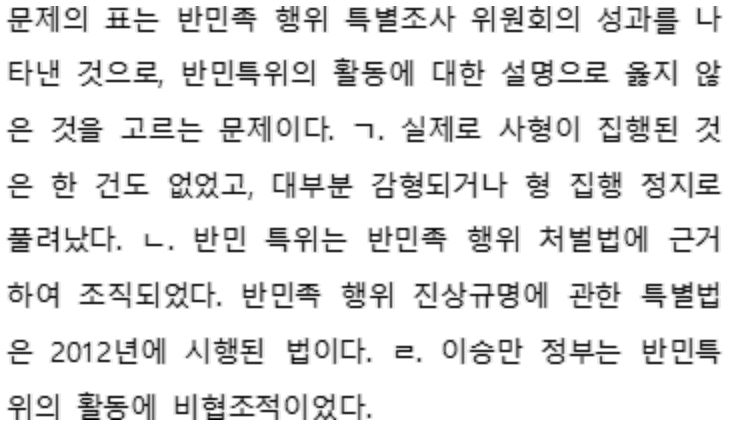 문제의 표는 반민족 행위 특별조사 위원회의 성과를 나
타낸 것으로, 반민특위의 활동에 대한 설명으로 옳지 않
은 것을 고르는 문제이다. ㄱ. 실제로 사형이 집행된 것
은 한 건도 없었고, 대부분 감형되거나 형 집행 정지로
풀려났다. ㄴ. 반민 특위는 반민족 행위 처벌법에 근거
하여 조직되었다. 반민족 행위 진상규명에 관한 특별법
은 2012년에 시행된 법이다. ㄹ. 이승만 정부는 반민특
위의 활동에 비협조적이었다.